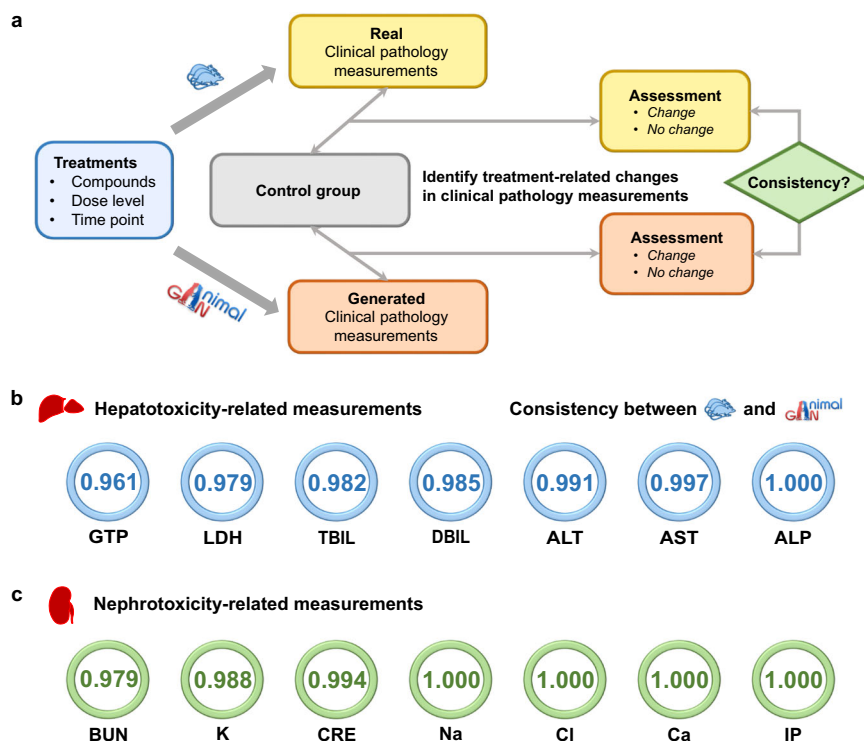 a
Real
Clinical pathology
measurements
Assessment
• Change
• No change
Treatments
• Compounds
• Dose level
• Time point
Control group
Identify treatment-related changes
in clinical pathology measurements
Consistency?
Assessment
• Change
• No change
AnimalGAN
Generated
Clinical pathology
measurements
b
Hepatotoxicity-related measurements
Consistency between and AnimalGAN
0.961 0.979 0.982 0.985 0.991 0.997 1.000
GTP LDH TBIL DBIL ALT AST ALP
c
Nephrotoxicity-related measurements
0.979 0.988 0.994 1.000 1.000 1.000 1.000
BUN K CRE Na Cl Ca IP